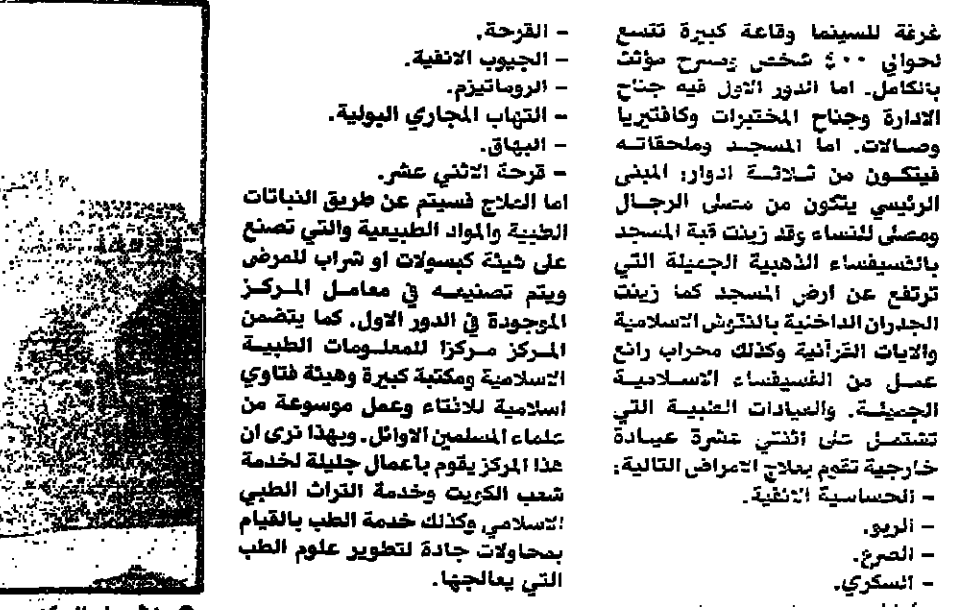 غرفة للسينما وقاعة كبيرة تتسع
لحوالي ٤٠٠ شخص ومسرح مؤثث
بالكامل. اما الدور الاول فيه جناح
الادارة وجناح المختبرات وكافتيريا
وصالات. اما المسجد وملحقاته
فيتكون من ثلاثة ادوار: المبنى
الرئيسي يتكون من مصلى الرجال
ومصلى للنساء وقد زينت قبة المسجد
بالفسيفساء الذهبية الجميلة التي
ترتفع عن ارض المسجد كما زينت
الجدران الداخلية بالنقوش الاسلامية
والايات القرآنية وكذلك محراب رائع
عمل من الفسيفساء الاسلامية
الجميلة. والعيادات الطبية التي
تشتمل على اثنتي عشرة عيادة
خارجية تقوم بعلاج الامراض التالية:
– الحساسية الانفية.
– الربو.
– الصرع.
– السكري.
– القرحة.
– الجيوب الانفية.
– الروماتيزم.
– التهاب المجاري البولية.
– البهاق.
– قرحة الاثني عشر.
اما العلاج فسيتم عن طريق النباتات
الطبية والمواد الطبيعية والتي تصنع
على هيئة كبسولات او شراب للمرضى
ويتم تصنيعه في معامل المركز
الموجودة في الدور الاول. كما يتضمن
المركز مركزا للمعلومات الطبية
الاسلامية ومكتبة كبيرة وهيئة فتاوي
اسلامية للافتاء وعمل موسوعة من
علماء المسلمين الاوائل. وبهذا نرى ان
هذا المركز يقوم باعمال جليلة لخدمة
شعب الكويت وخدمة التراث الطبي
الاسلامي وكذلك خدمة الطب بالقيام
بمحاولات جادة لتطوير علوم الطب
التي يعالجها.